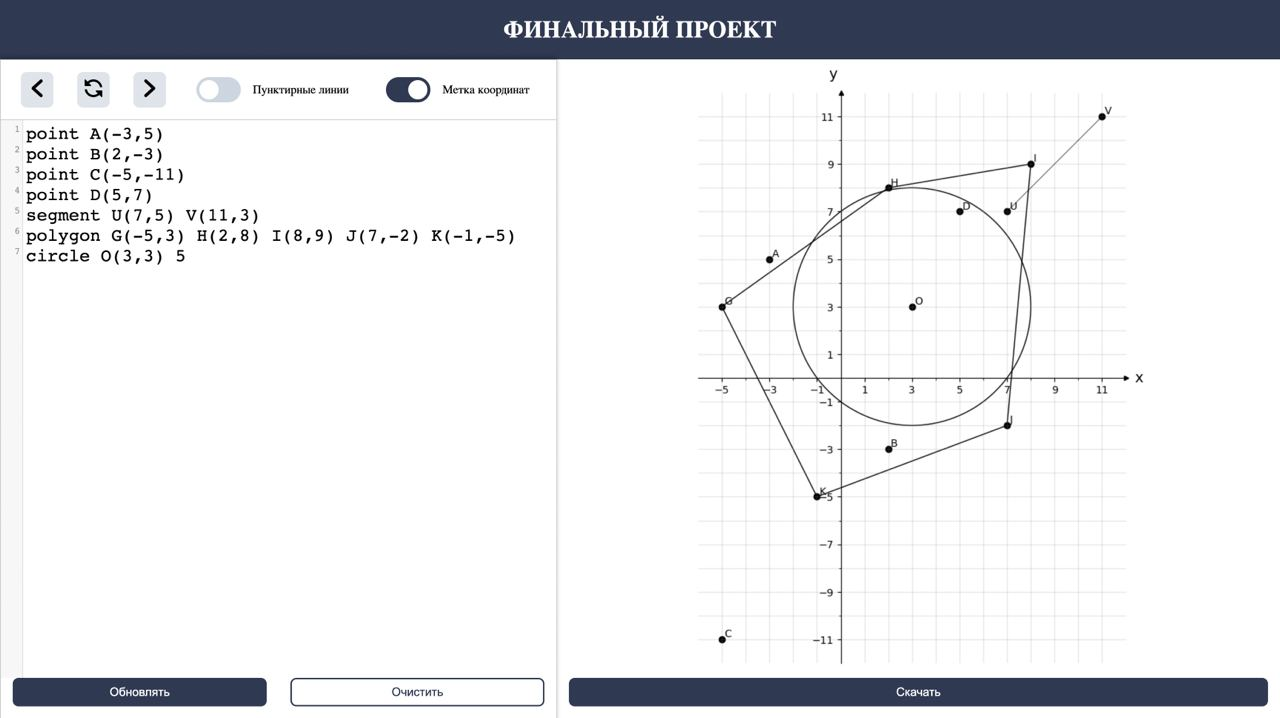 ФИНАЛЬНЫЙ ПРОЕКТ
Пунктирные линии
Метка координат
1 point A(-3,5)
2 point B(2,-3)
3 point C(-5,-11)
4 point D(5,7)
5 segment U(7,5) V(11,3)
6 polygon G(-5,3) H(2,8) I(8,9) J(7,-2) K(-1,-5)
7 circle O(3,3) 5
Обновлять
Очистить
y
11
V
9
I
H
7
D
U
5
A
3
G
O
1
−5 −3 −1 1 3 5 7 9 11 x
−1
J
−3
B
K
−5
−7
−9
−11
C
Скачать